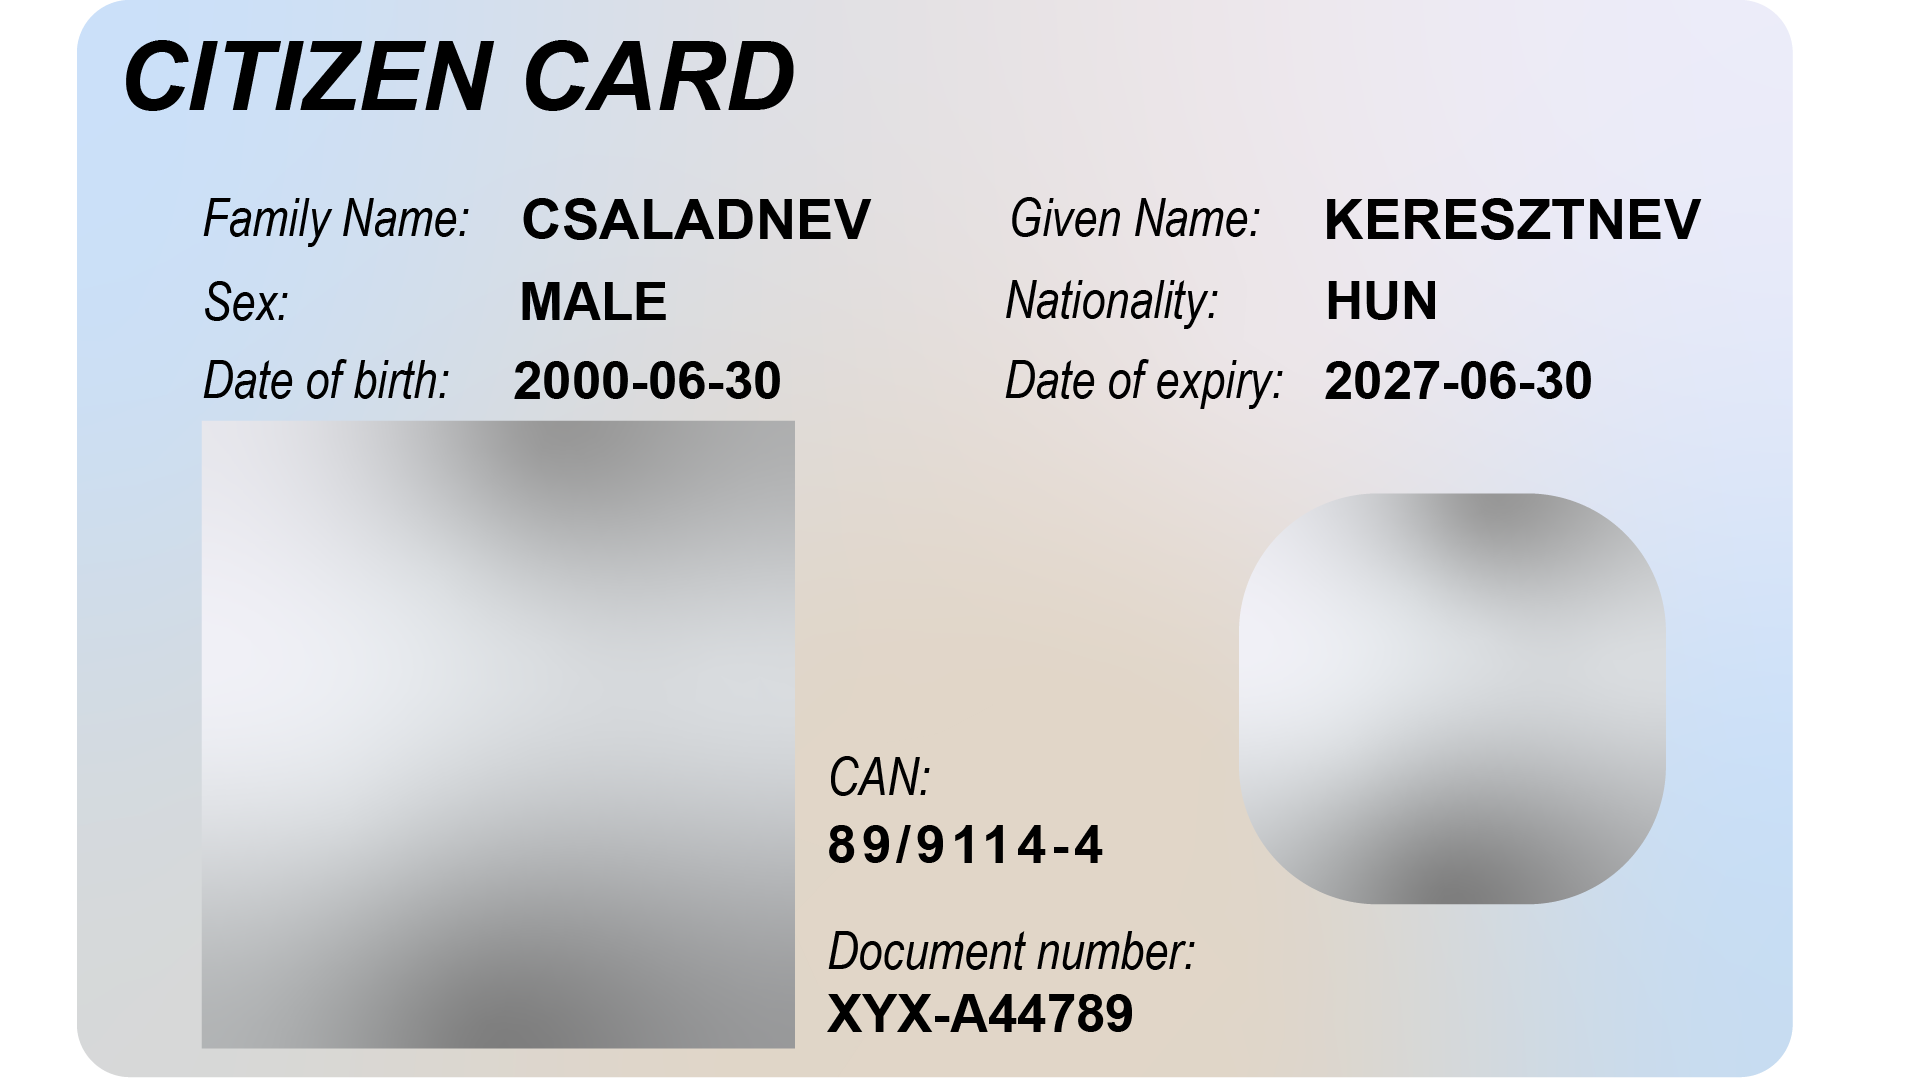 CITIZEN CARD
Family Name: CSALADNEV Given Name: KERESZTNEV
Sex: MALE Nationality: HUN
Date of birth: 2000-06-30 Date of expiry: 2027-06-30
CAN:
89/9114-4
Document number:
XYX-A44789